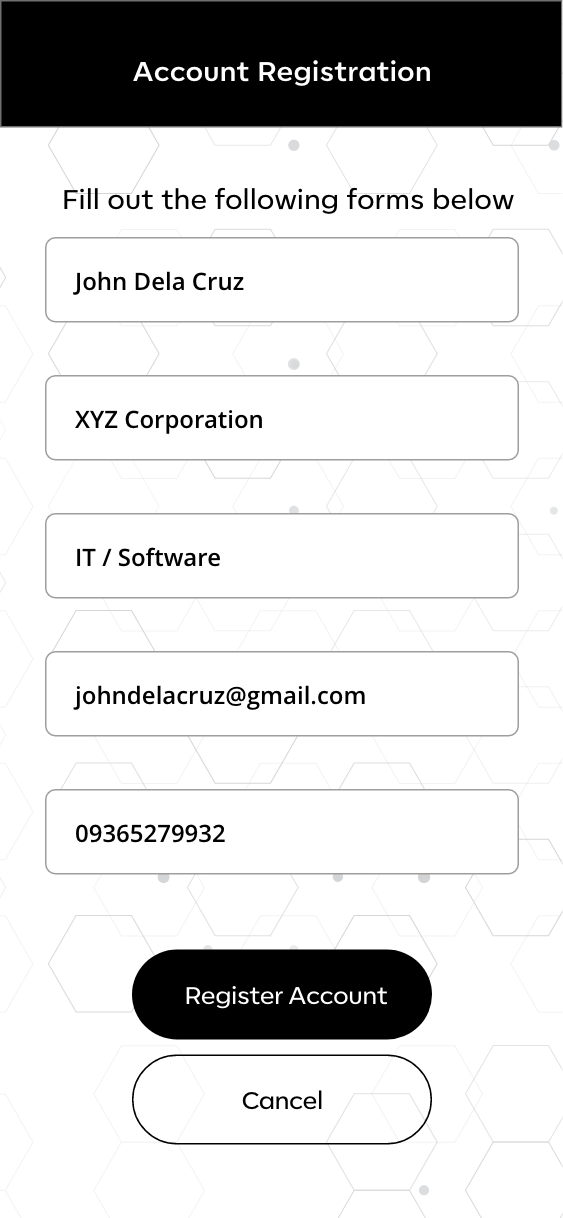 Account Registration
Fill out the following forms below
John Dela Cruz
XYZ Corporation
IT / Software
johndelacruz@gmail.com
09365279932
Register Account
Cancel